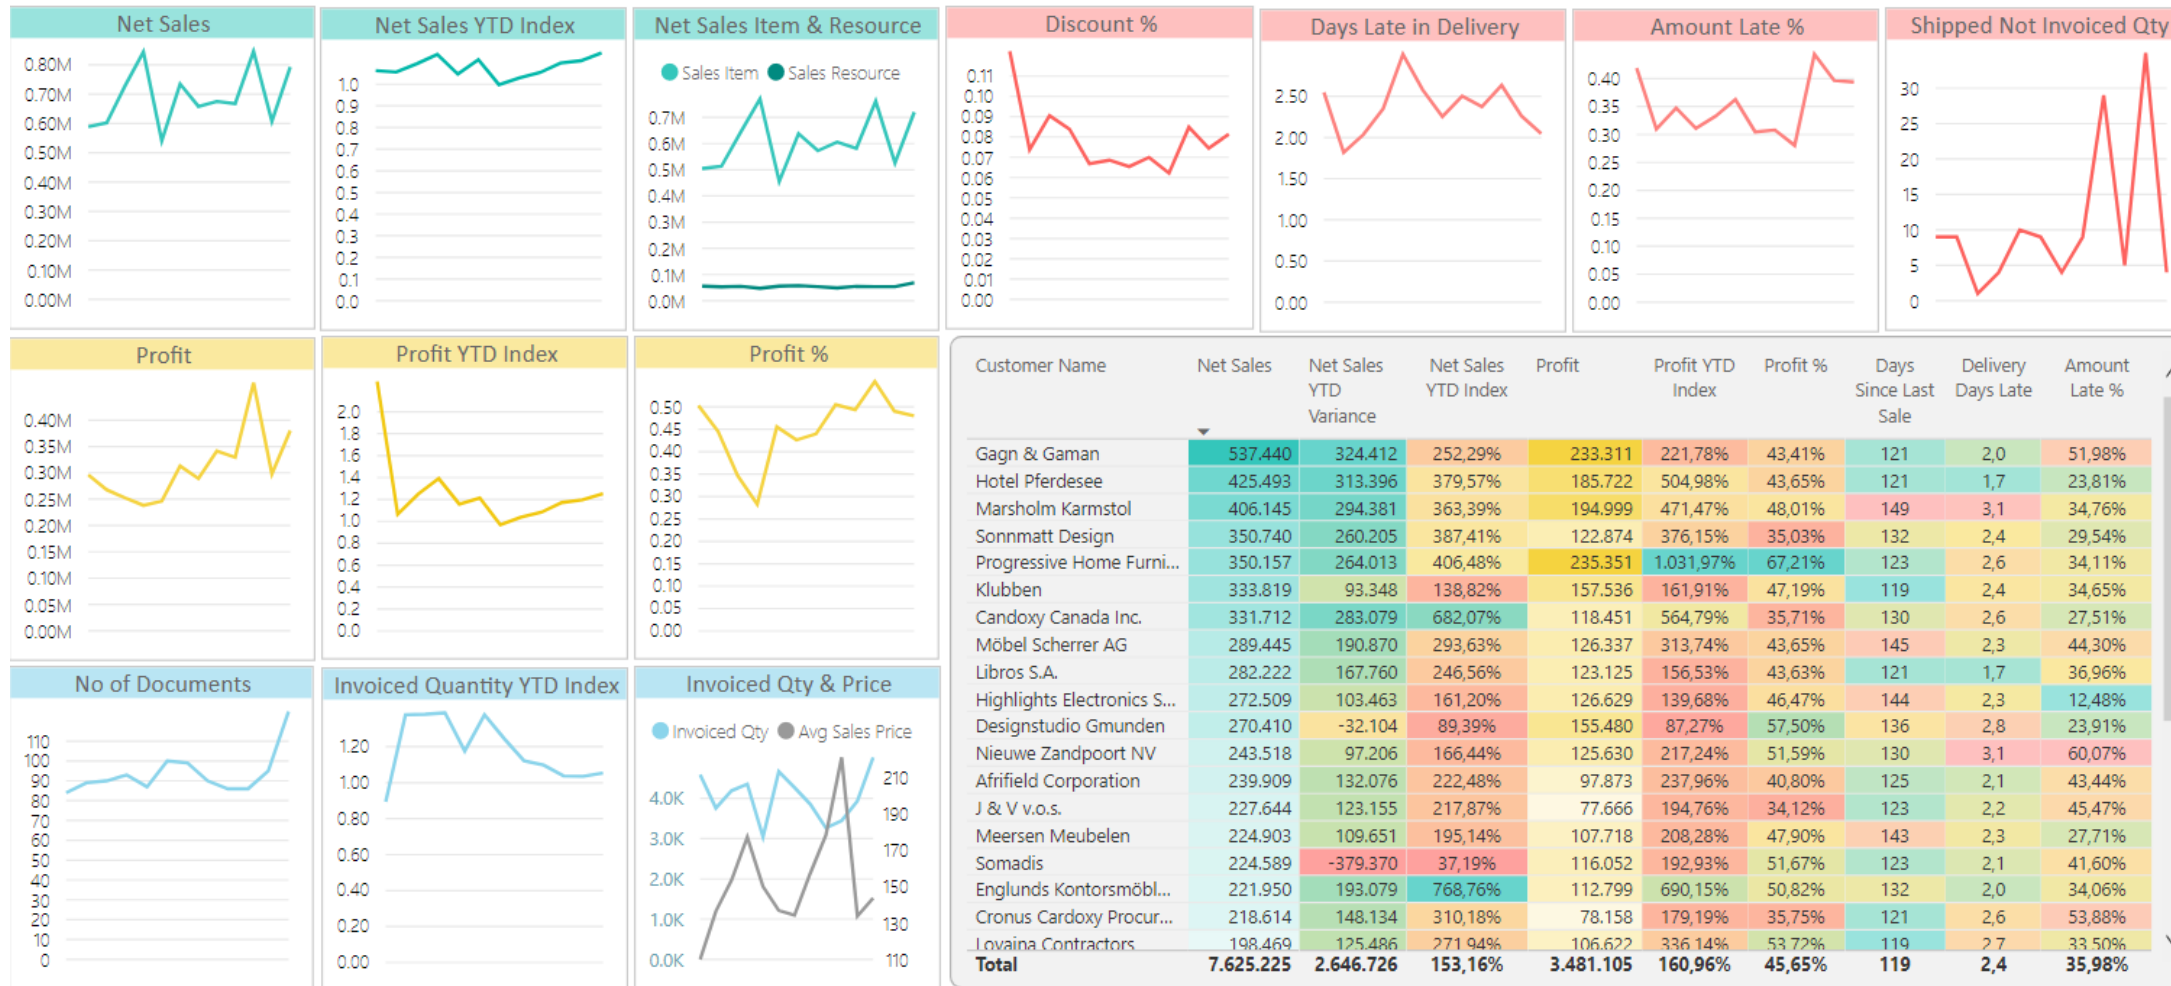 Net Sales
0.80M
0.70M
0.60M
0.50M
0.40M
0.30M
0.20M
0.10M
0.00M
Net Sales YTD Index
1.0
0.9
0.8
0.7
0.6
0.5
0.4
0.3
0.2
0.1
0.0
Net Sales Item & Resource
Sales Item Sales Resource
0.7M
0.6M
0.5M
0.4M
0.3M
0.2M
0.1M
0.0M
Discount %
0.11
0.10
0.09
0.08
0.07
0.06
0.05
0.04
0.03
0.02
0.01
0.00
Days Late in Delivery
2.50
2.00
1.50
1.00
0.50
0.00
Amount Late %
0.40
0.35
0.30
0.25
0.20
0.15
0.10
0.05
0.00
Shipped Not Invoiced Qty
30
25
20
15
10
5
0
Profit
0.40M
0.35M
0.30M
0.25M
0.20M
0.15M
0.10M
0.05M
0.00M
Profit YTD Index
2.0
1.8
1.6
1.4
1.2
1.0
0.8
0.6
0.4
0.2
0.0
Profit %
0.50
0.45
0.40
0.35
0.30
0.25
0.20
0.15
0.10
0.05
0.00
No of Documents
110
100
90
80
70
60
50
40
30
20
10
0
Invoiced Quantity YTD Index
1.20
1.00
0.80
0.60
0.40
0.20
0.00
Invoiced Qty & Price
Invoiced Qty Avg Sales Price
4.0K
3.0K
2.0K
1.0K
0.0K
210
190
170
150
130
110
Customer Name Net Sales Net Sales YTD Variance Net Sales YTD Index Profit Profit YTD Index Profit % Days Since Last Sale Delivery Days Late Amount Late %
Gagn & Gaman 537.440 324.412 252,29% 233.311 221,78% 43,41% 121 2,0 51,98%
Hotel Pferdesee 425.493 313.396 379,57% 185.722 504,98% 43,65% 121 1,7 23,81%
Marsholm Karmstol 406.145 294.381 363,39% 194.999 471,47% 48,01% 149 3,1 34,76%
Sonnmatt Design 350.740 260.205 387,41% 122.874 376,15% 35,03% 132 2,4 29,54%
Progressive Home Furni... 350.157 264.013 406,48% 235.351 1.031,97% 67,21% 123 2,6 34,11%
Klubben 333.819 93.348 138,82% 157.536 161,91% 47,19% 119 2,4 34,65%
Candoxy Canada Inc. 331.712 283.079 682,07% 118.451 564,79% 35,71% 130 2,6 27,51%
Möbel Scherrer AG 289.445 190.870 293,63% 126.337 313,74% 43,65% 145 2,3 44,30%
Libros S.A. 282.222 167.760 246,56% 123.125 156,53% 43,63% 121 1,7 36,96%
Highlights Electronics S... 272.509 103.463 161,20% 126.629 139,68% 46,47% 144 2,3 12,48%
Designstudio Gmunden 270.410 -32.104 89,39% 155.480 87,27% 57,50% 136 2,8 23,91%
Nieuwe Zandpoort NV 243.518 97.206 166,44% 125.630 217,24% 51,59% 130 3,1 60,07%
Afrifield Corporation 239.909 132.076 222,48% 97.873 237,96% 40,80% 125 2,1 43,44%
J & V v.o.s. 227.644 123.155 217,87% 77.666 194,76% 34,12% 123 2,2 45,47%
Meersen Meubelen 224.903 109.651 195,14% 107.718 208,28% 47,90% 143 2,3 27,71%
Somadis 224.589 -379.370 37,19% 116.052 192,93% 51,67% 123 2,1 41,60%
Englunds Kontorsmöbl... 221.950 193.079 768,76% 112.799 690,15% 50,82% 132 2,0 34,06%
Cronus Cardoxy Procur... 218.614 148.134 310,18% 78.158 179,19% 35,75% 121 2,6 53,88%
Lovaina Contractors 198.469 125.486 271,94% 106.622 336,14% 53,72% 119 2,7 33,50%
Total 7.625.225 2.646.726 153,16% 3.481.105 160,96% 45,65% 119 2,4 35,98%